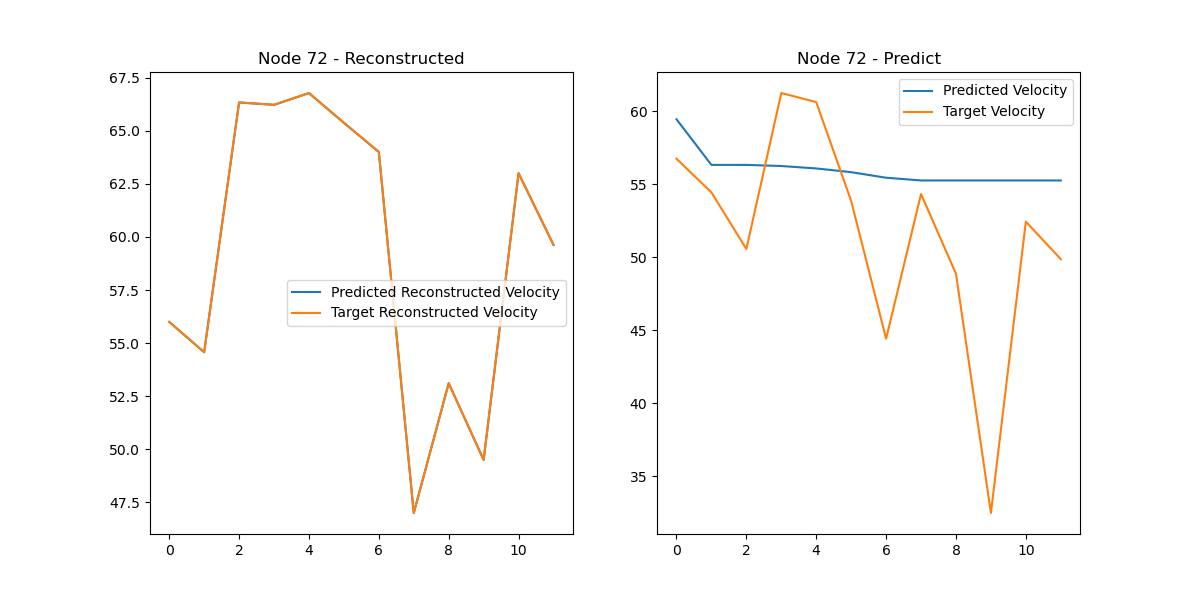 Node 72 - Reconstructed
67.5
65.0
62.5
60.0
57.5
55.0
52.5
50.0
47.5
0 2 4 6 8 10
Predicted Reconstructed Velocity
Target Reconstructed Velocity
Node 72 - Predict
60
55
50
45
40
35
0 2 4 6 8 10
Predicted Velocity
Target Velocity